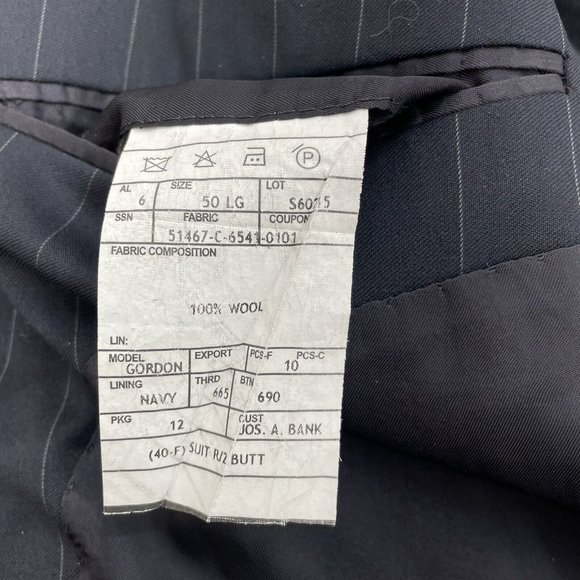 P
AL SIZE LOT
6 50 LG S6015
SSN FABRIC COUPON
51467-C-6541-0101
FABRIC COMPOSITION
100% WOOL
LIN:
MODEL EXPORT PCS-F PCS-C
GORDON 10
LINING THRD BTN
NAVY 665 690
PKG CUST
12 JOS. A. BANK
(40-F) SUIT R/2 BUTT